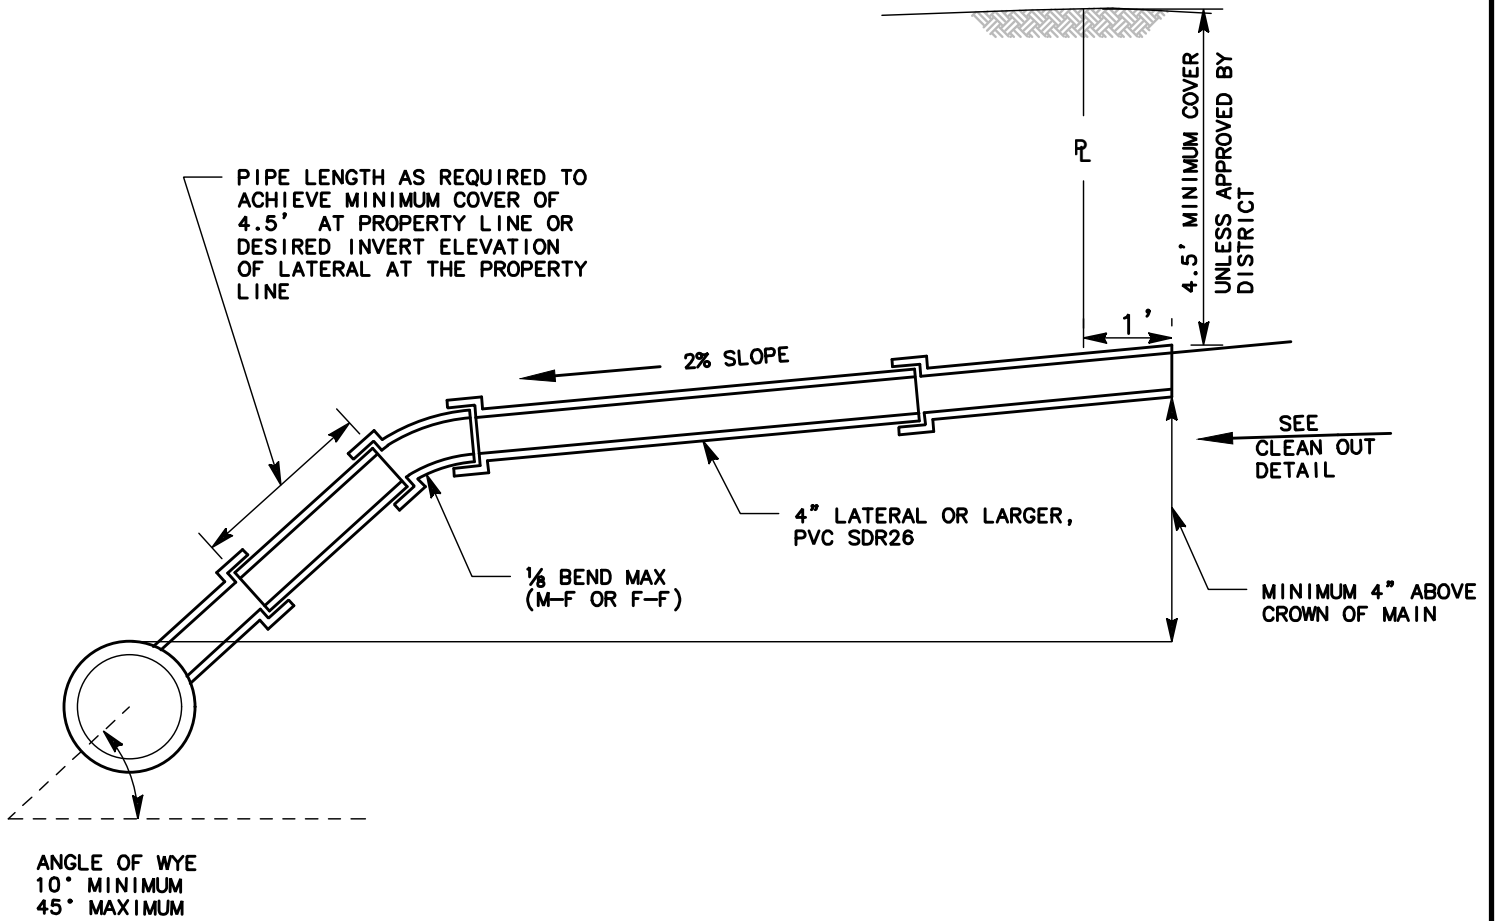 PIPE LENGTH AS REQUIRED TO
ACHIEVE MINIMUM COVER OF
4.5' AT PROPERTY LINE OR
DESIRED INVERT ELEVATION
OF LATERAL AT THE PROPERTY
LINE
PL
4.5' MINIMUM COVER
UNLESS APPROVED BY
DISTRICT
1'
2% SLOPE
SEE
CLEAN OUT
DETAIL
4" LATERAL OR LARGER,
PVC SDR26
⅛ BEND MAX
(M-F OR F-F)
MINIMUM 4" ABOVE
CROWN OF MAIN
ANGLE OF WYE
10° MINIMUM
45° MAXIMUM